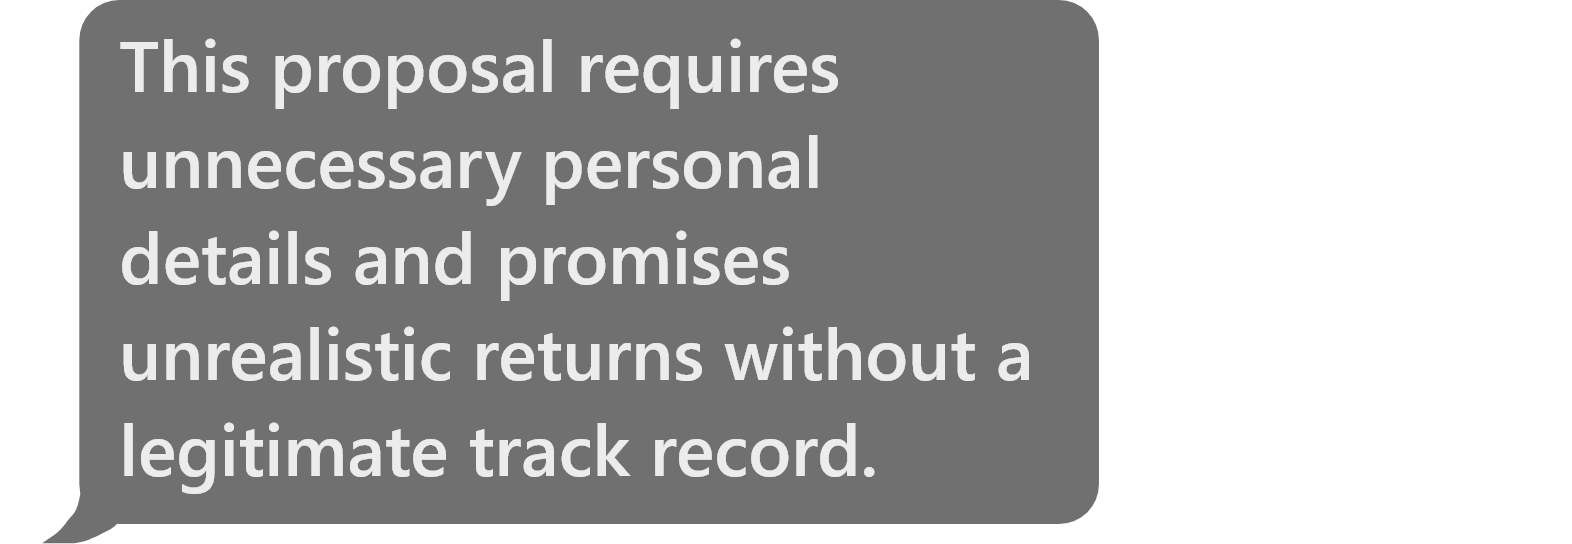 This proposal requires
unnecessary personal
details and promises
unrealistic returns without a
legitimate track record.